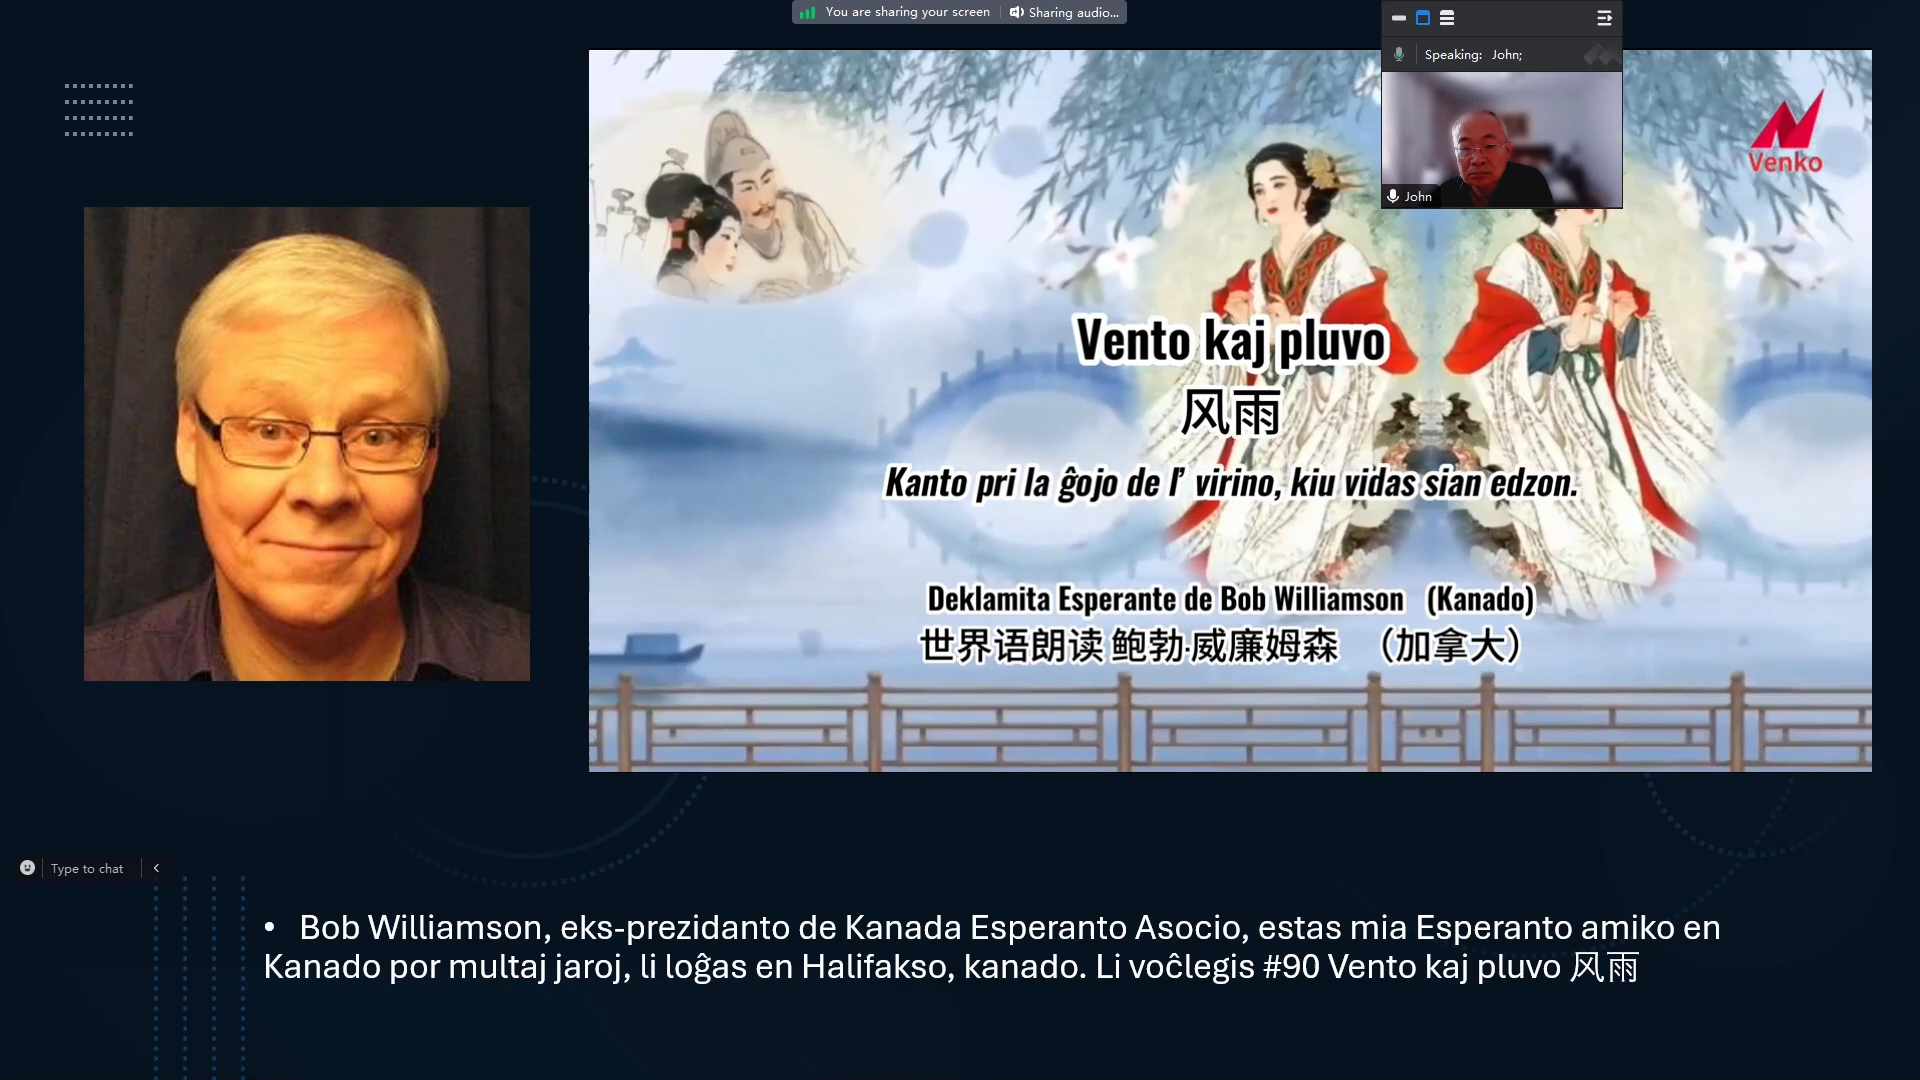 You are sharing your screen
Sharing audio...
Speaking: John;
John
Venko
Vento kaj pluvo
风雨
Kanto pri la ĝojo de l' virino, kiu vidas sian edzon.
Deklamita Esperante de Bob Williamson (Kanado)
世界语朗读 鲍勃·威廉姆森 （加拿大）
Type to chat
• Bob Williamson, eks-prezidanto de Kanada Esperanto Asocio, estas mia Esperanto amiko en
Kanado por multaj jaroj, li loĝas en Halifakso, kanado. Li voĉlegis #90 Vento kaj pluvo 风雨